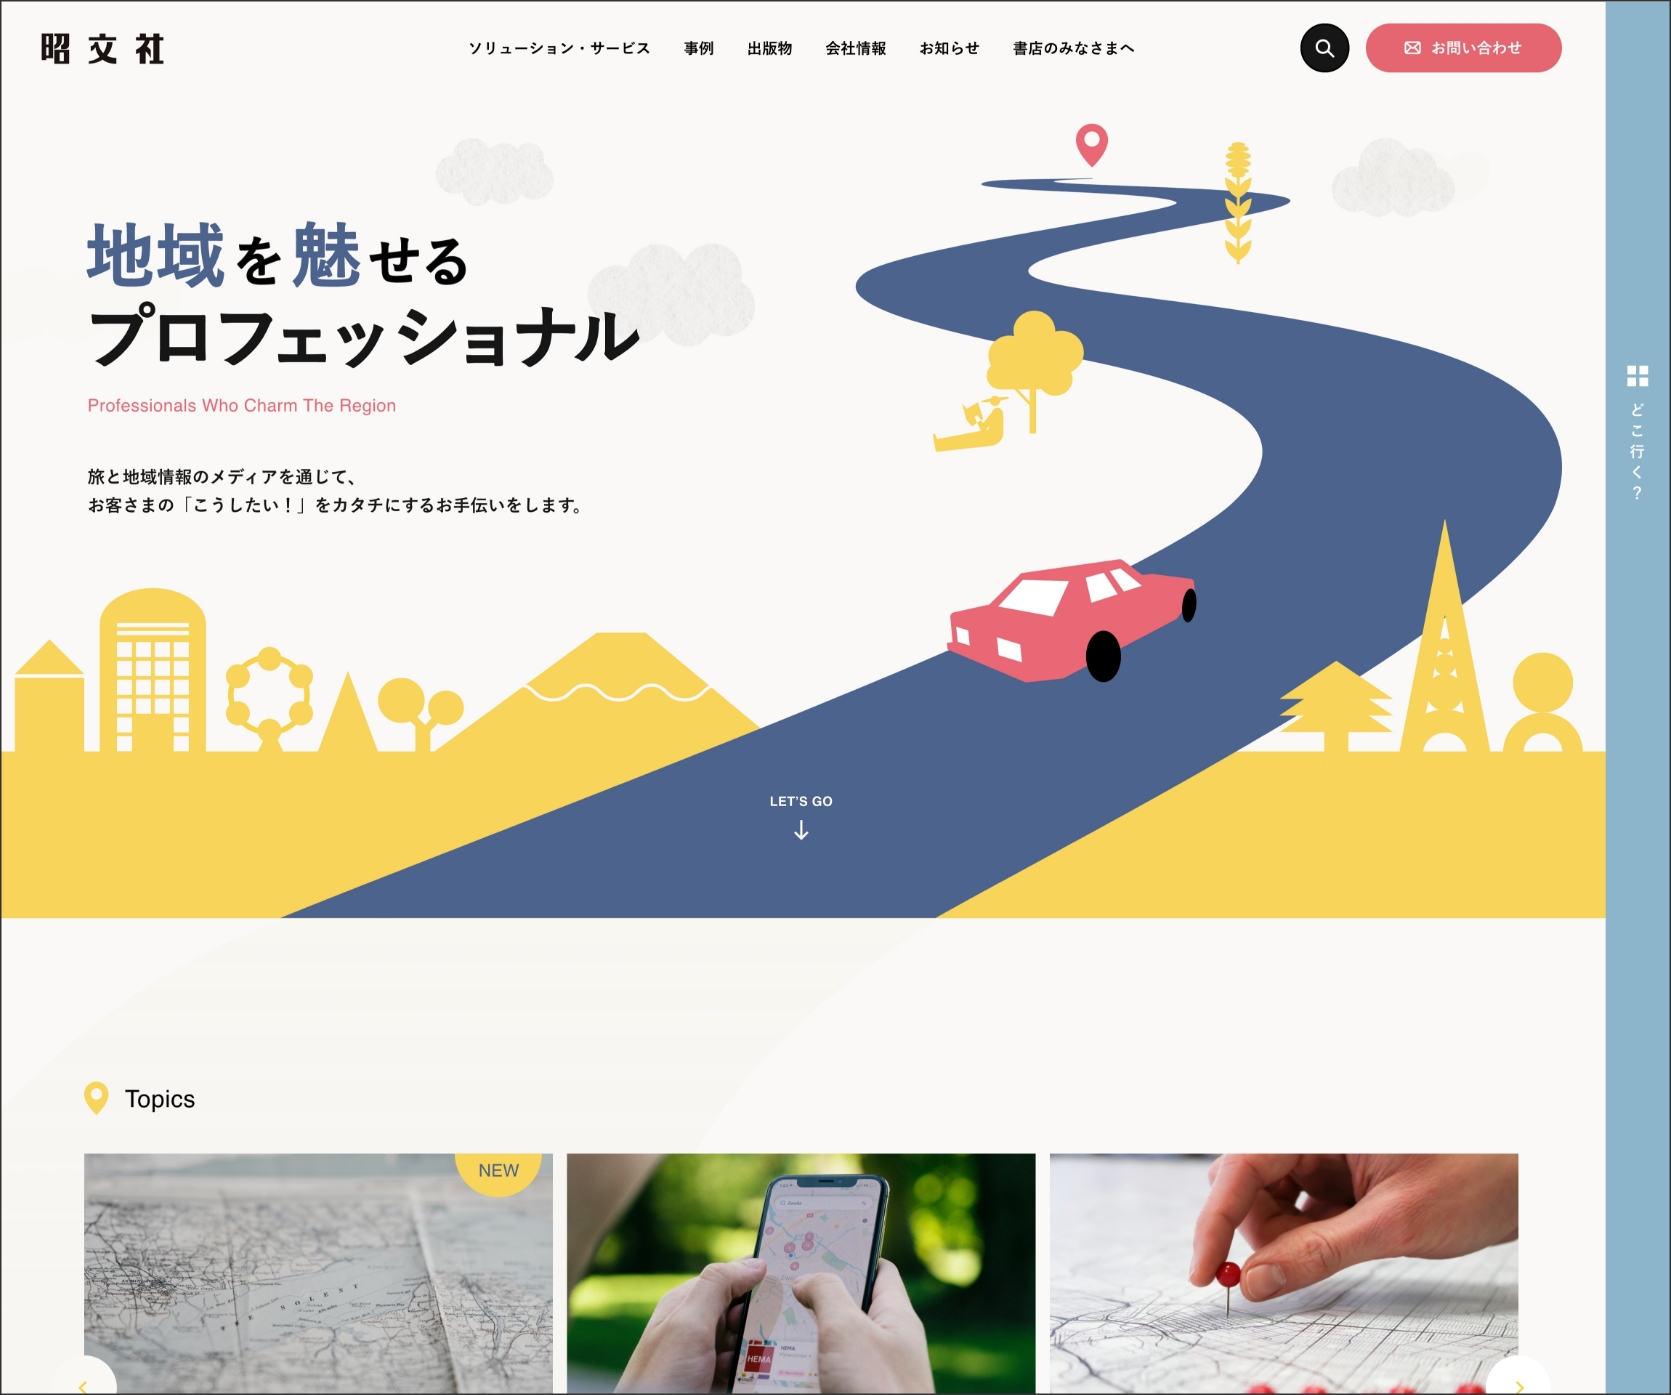 昭文社
ソリューション・サービス
事例
出版物
会社情報
お知らせ
書店のみなさまへ
お問い合わせ
地域を魅せる
プロフェッショナル
Professionals Who Charm The Region
旅と地域情報のメディアを通じて、
お客さまの「こうしたい！」をカタチにするお手伝いをします。
どこ行く？
LET'S GO
Topics
NEW
THE SOLENT
HEMA
HEMA